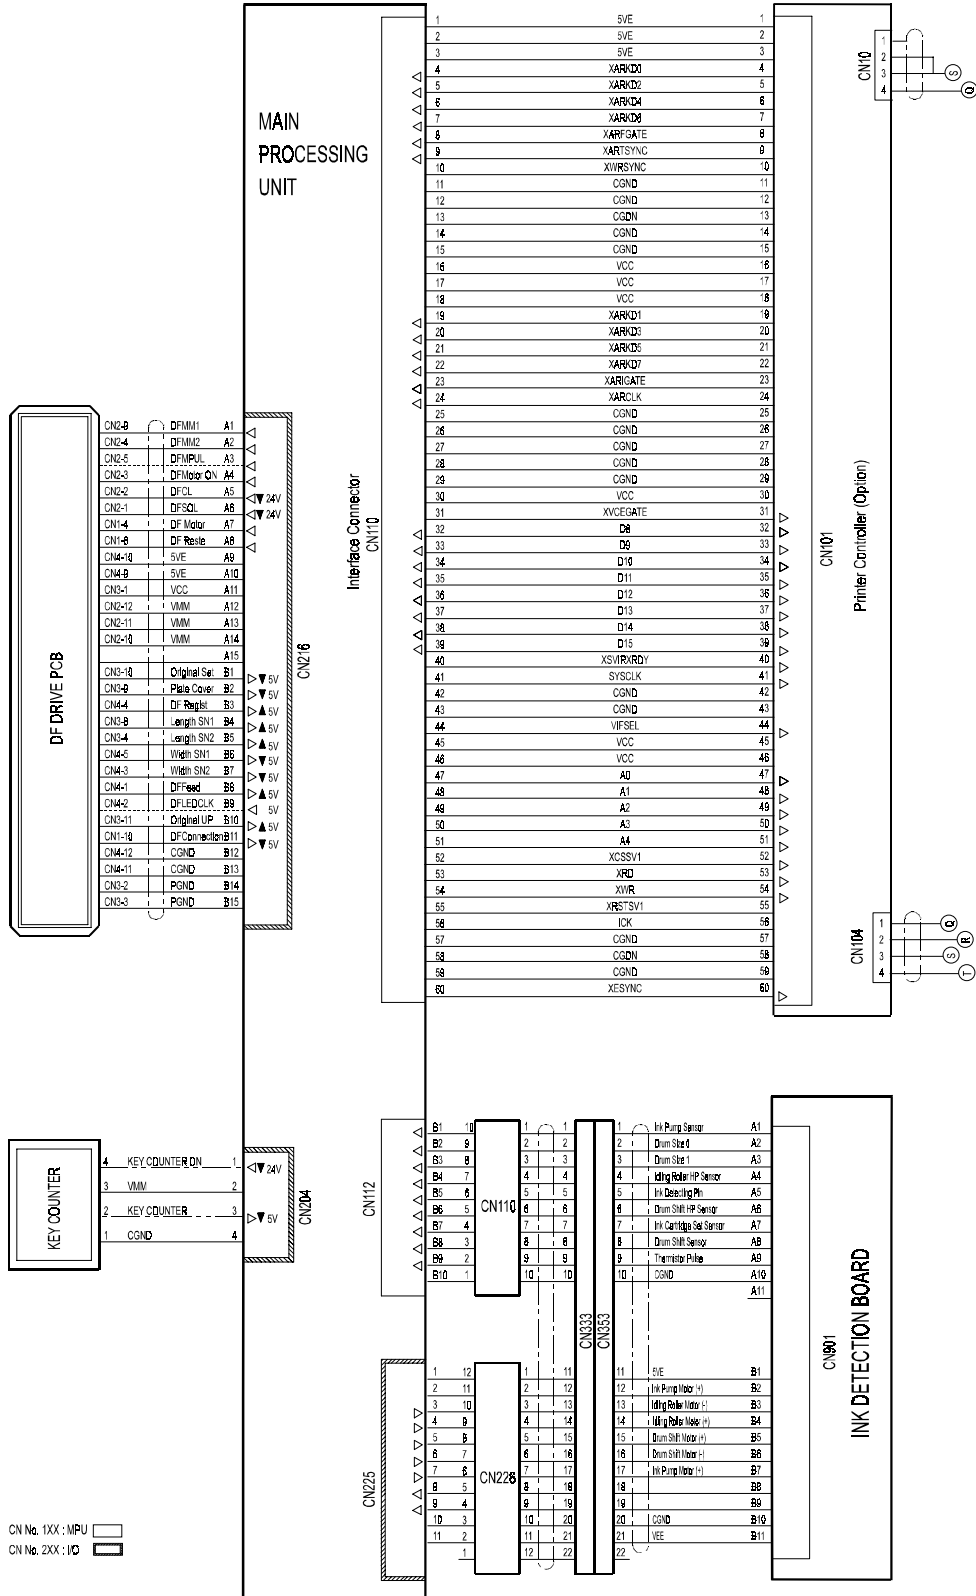 MAIN
PROCESSING
UNIT
Interface Connector
CN110
1 5VE 1
2 5VE 2
3 5VE 3
4 XARKD0 4
5 XARKD2 5
6 XARKD4 6
7 XARKD6 7
8 XARFGATE 8
9 XARTSYNC 9
10 XWRSYNC 10
11 CGND 11
12 CGND 12
13 CGDN 13
14 CGND 14
15 CGND 15
16 VCC 16
17 VCC 17
18 VCC 18
19 XARKD1 19
20 XARKD3 20
21 XARKD5 21
22 XARKD7 22
23 XARIGATE 23
24 XARCLK 24
25 CGND 25
26 CGND 26
27 CGND 27
28 CGND 28
29 CGND 29
30 VCC 30
31 XVCEGATE 31
32 D8 32
33 D9 33
34 D10 34
35 D11 35
36 D12 36
37 D13 37
38 D14 38
39 D15 39
40 XSVIRXRDY 40
41 SYSCLK 41
42 CGND 42
43 CGND 43
44 VIFSEL 44
45 VCC 45
46 VCC 46
47 A0 47
48 A1 48
49 A2 49
50 A3 50
51 A4 51
52 XCSSV1 52
53 XRD 53
54 XWR 54
55 XRSTSV1 55
56 ICK 56
57 CGND 57
58 CGDN 58
59 CGND 59
60 XESYNC 60
CN101
Printer Controller (Option)
CN10
1
2
3 S
4 Q
CN104
1 Q
2 R
3 S
4 T
DF DRIVE PCB
CN2-9 DFMM1 A1
CN2-4 DFMM2 A2
CN2-5 DFMPUL A3
CN2-3 DFMotor ON A4
CN2-2 DFCL A5 24V
CN2-1 DFSOL A6 24V
CN1-4 DF Motor A7
CN1-6 DF Reste A8
CN4-10 5VE A9
CN4-9 5VE A10
CN3-1 VCC A11
CN2-12 VMM A12
CN2-11 VMM A13
CN2-10 VMM A14
A15
CN3-10 Original Set B1 5V
CN3-9 Plate Cover B2 5V
CN4-4 DF Regist B3 5V
CN3-8 Length SN1 B4 5V
CN3-4 Length SN2 B5 5V
CN4-5 Width SN1 B6 5V
CN4-3 Width SN2 B7 5V
CN4-1 DFFeed B8 5V
CN4-2 DFLEDCLK B9 5V
CN3-11 Original UP B10 5V
CN1-10 DFConnection B11 5V
CN4-12 CGND B12
CN4-11 CGND B13
CN3-2 PGND B14
CN3-3 PGND B15
CN216
KEY COUNTER
4 KEY COUNTER DN 1 24V
3 VMM 2
2 KEY COUNTER 3 5V
1 CGND 4
CN204
CN112
B1 10 1 1 1 Ink Pump Sensor A1
B2 9 2 2 2 Drum Size 0 A2
B3 8 3 3 3 Drum Size 1 A3
B4 7 4 4 4 Idling Roller HP Sensor A4
B5 6 5 5 5 Ink Detecting Pin A5
B6 5 6 6 6 Drum Shift HP Sensor A6
B7 4 7 7 7 Ink Cartridge Set Sensor A7
B8 3 8 8 8 Drum Shift Sensor A8
B9 2 9 9 9 Thermistor Pulse A9
B10 1 10 10 10 CGND A10
A11
CN110
CN333
CN353
CN901
INK DETECTION BOARD
CN225
1 12 1 11 11 5VE B1
2 11 2 12 12 Ink Pump Motor (+) B2
3 10 3 13 13 Idling Roller Motor (-) B3
4 9 4 14 14 Idling Roller Motor (+) B4
5 8 5 15 15 Drum Shift Motor (+) B5
6 7 6 16 16 Drum Shift Motor (-) B6
7 6 7 17 17 Ink Pump Motor (+) B7
8 5 8 18 18 B8
9 4 9 19 19 B9
10 3 10 20 20 CGND B10
11 2 11 21 21 VEE B11
1 12 22 22
CN226
CN No. 1XX : MPU
CN No. 2XX : I/O